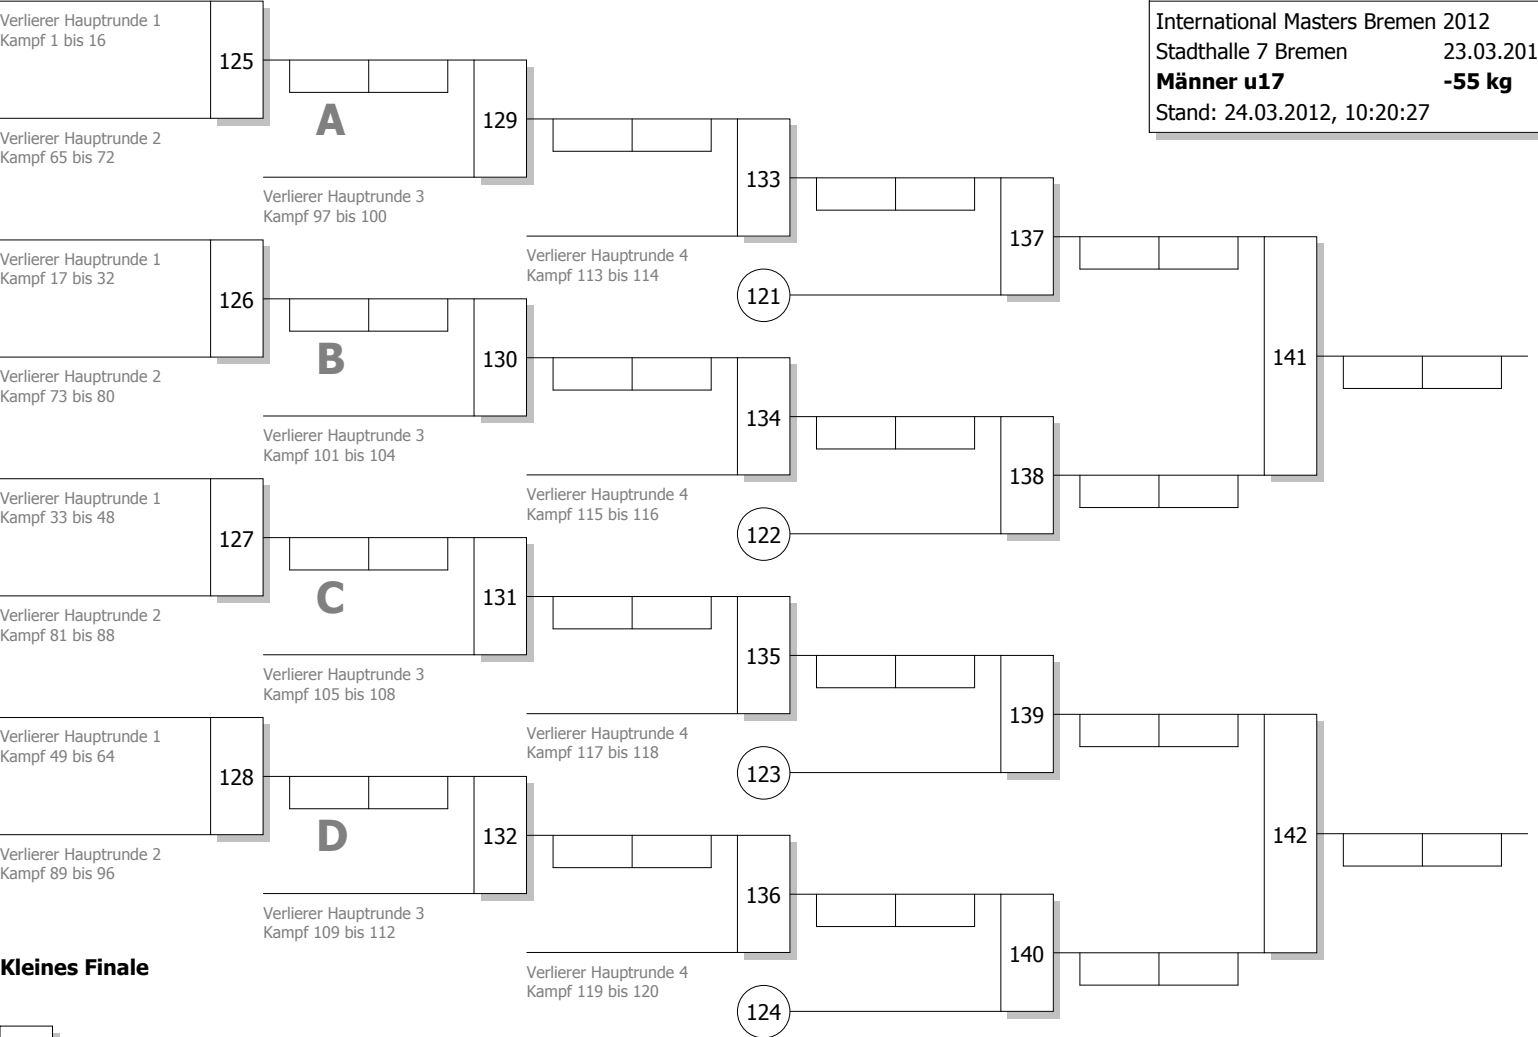 Verlierer Hauptrunde 1
Kampf 1 bis 16
125
Verlierer Hauptrunde 2
Kampf 65 bis 72
A
129
Verlierer Hauptrunde 3
Kampf 97 bis 100
133
Verlierer Hauptrunde 4
Kampf 113 bis 114
137
121
International Masters Bremen 2012
Stadthalle 7 Bremen 23.03.201
Männer u17 -55 kg
Stand: 24.03.2012, 10:20:27
Verlierer Hauptrunde 1
Kampf 17 bis 32
126
Verlierer Hauptrunde 2
Kampf 73 bis 80
B
130
Verlierer Hauptrunde 3
Kampf 101 bis 104
134
Verlierer Hauptrunde 4
Kampf 115 bis 116
138
122
141
Verlierer Hauptrunde 1
Kampf 33 bis 48
127
Verlierer Hauptrunde 2
Kampf 81 bis 88
C
131
Verlierer Hauptrunde 3
Kampf 105 bis 108
135
Verlierer Hauptrunde 4
Kampf 117 bis 118
139
123
Verlierer Hauptrunde 1
Kampf 49 bis 64
128
Verlierer Hauptrunde 2
Kampf 89 bis 96
D
132
Verlierer Hauptrunde 3
Kampf 109 bis 112
136
Verlierer Hauptrunde 4
Kampf 119 bis 120
140
124
142
Kleines Finale